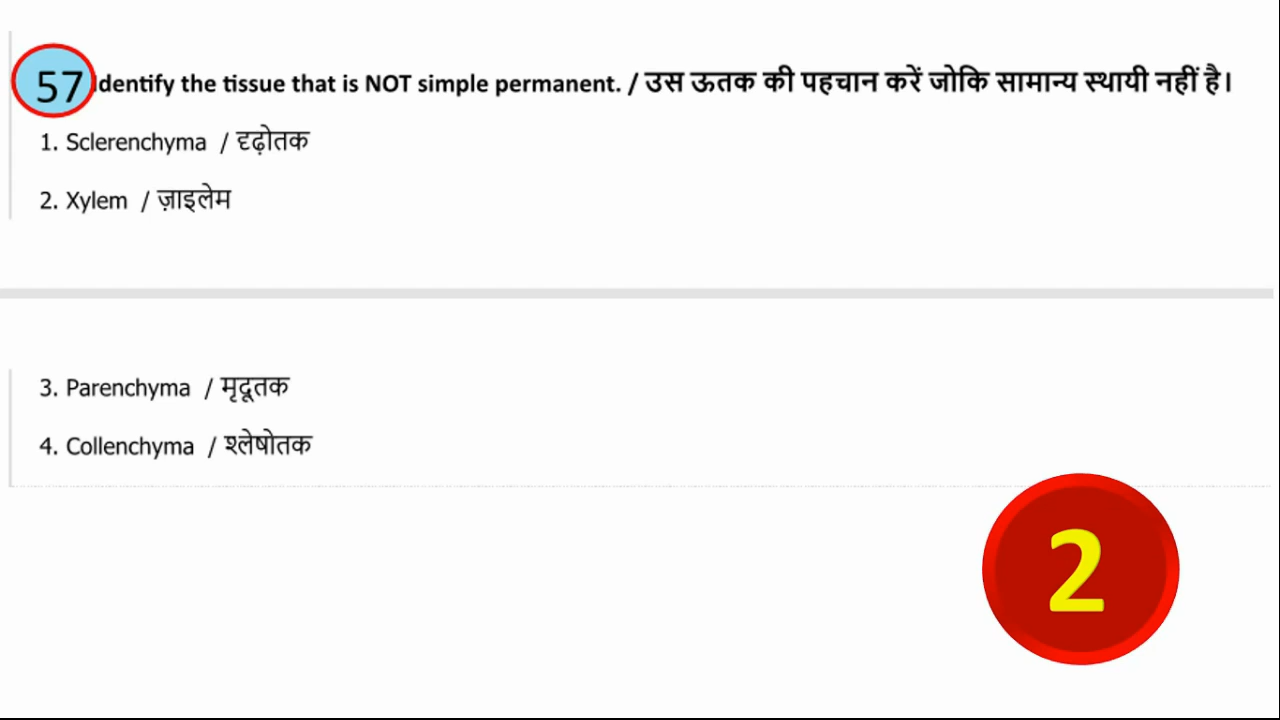 57 Identify the tissue that is NOT simple permanent. / उस ऊतक की पहचान करें जोकि सामान्य स्थायी नहीं है।
1. Sclerenchyma / दृढ़ोतक
2. Xylem / ज़ाइलेम
3. Parenchyma / मृदूतक
4. Collenchyma / श्लेषोतक
2